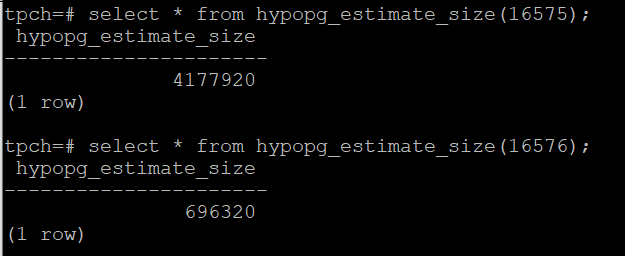 tpch=# select * from hypopg_estimate_size(16575);
 hypopg_estimate_size
----------------------
              4177920
(1 row)

tpch=# select * from hypopg_estimate_size(16576);
 hypopg_estimate_size
----------------------
               696320
(1 row)